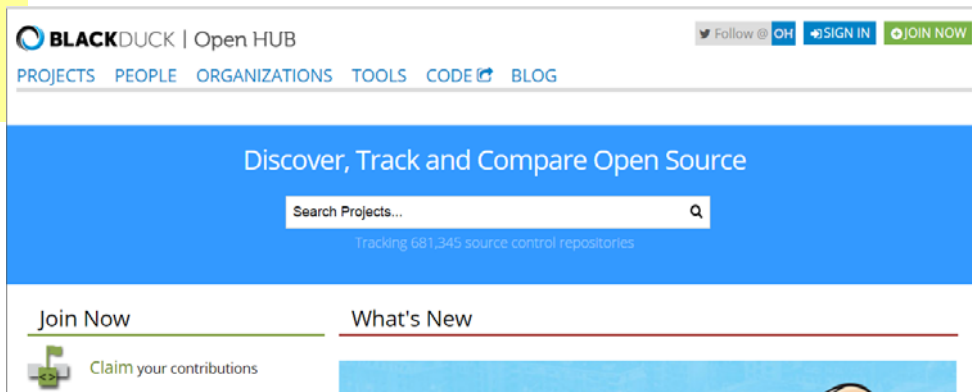 BLACKDUCK | Open HUB
Follow @ OH SIGN IN JOIN NOW
PROJECTS PEOPLE ORGANIZATIONS TOOLS CODE BLOG
Discover, Track and Compare Open Source
Search Projects...
Tracking 681,345 source control repositories
Join Now
What's New
Claim your contributions